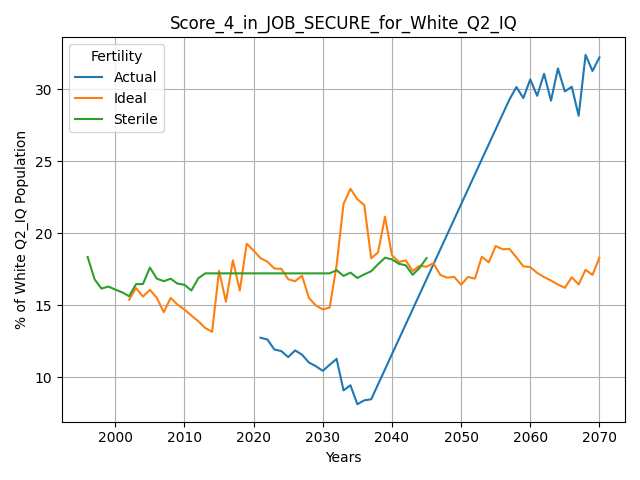 Score_4_in_JOB_SECURE_for_White_Q2_IQ
Fertility
Actual
Ideal
Sterile
% of White Q2_IQ Population
30
25
20
15
10
2000 2010 2020 2030 2040 2050 2060 2070
Years